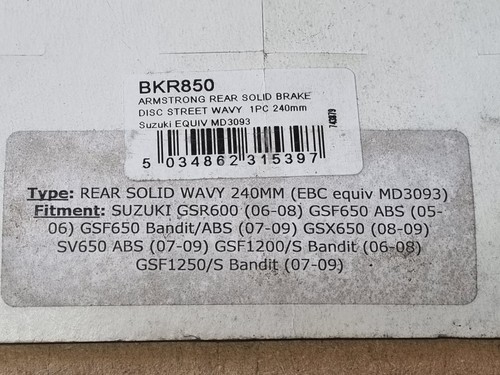 BKR850
ARMSTRONG REAR SOLID BRAKE
DISC STREET WAVY 1PC 240mm
Suzuki EQUIV MD3093
5 034862 315397
Type: REAR SOLID WAVY 240MM (EBC equiv MD3093)
Fitment: SUZUKI GSR600 (06-08) GSF650 ABS (05-
06) GSF650 Bandit/ABS (07-09) GSX650 (08-09)
SV650 ABS (07-09) GSF1200/S Bandit (06-08)
GSF1250/S Bandit (07-09)